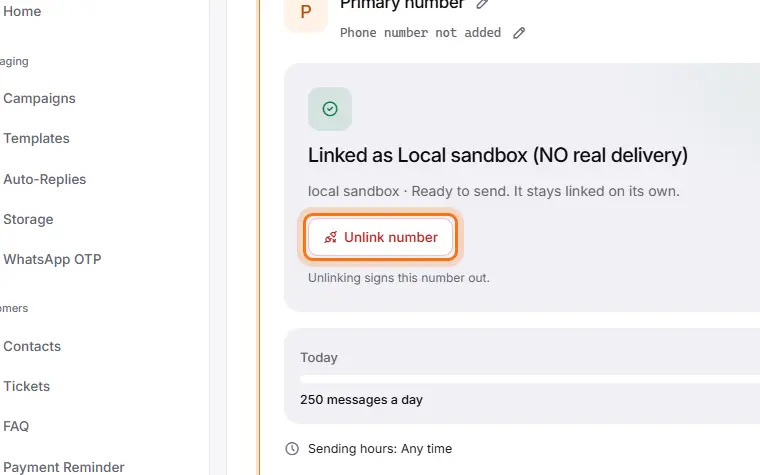 Home
Primary number
P
Phone number not added
Campaigns
Templates
Auto-Replies
Storage
WhatsApp OTP
Contacts
Tickets
FAQ
Payment Reminder
Linked as Local sandbox (NO real delivery)
local sandbox · Ready to send. It stays linked on its own.
Unlink number
Unlinking signs this number out.
Today
250 messages a day
Sending hours: Any time